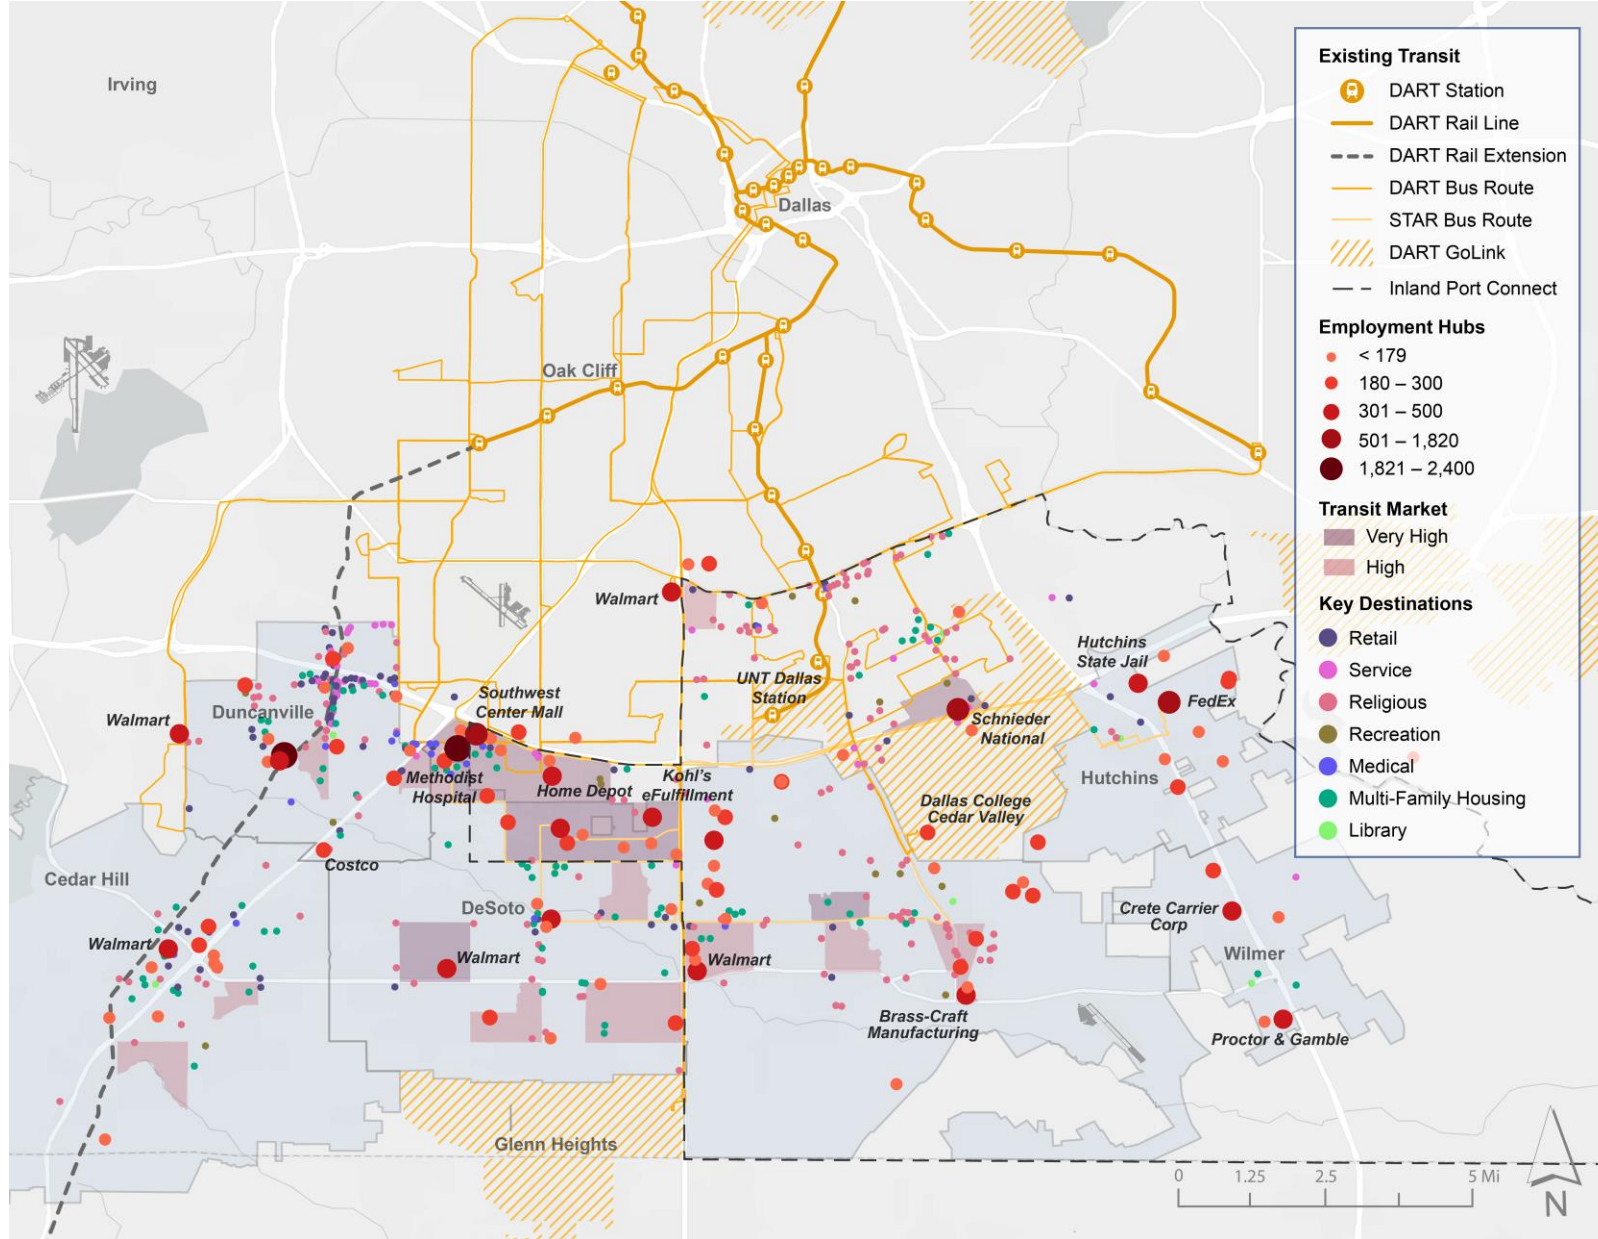 Irving
Dallas
Oak Cliff
Walmart
Hutchins
State Jail
UNT Dallas
Station
Southwest
Center Mall
Duncanville
Walmart
FedEx
Schnieder
National
Methodist
Hospital
Home Depot
Kohl's
eFulfillment
Hutchins
Dallas College
Cedar Valley
Costco
Cedar Hill
DeSoto
Crete Carrier
Corp
Walmart
Walmart
Walmart
Wilmer
Brass-Craft
Manufacturing
Proctor & Gamble
Glenn Heights
Existing Transit
DART Station
DART Rail Line
DART Rail Extension
DART Bus Route
STAR Bus Route
DART GoLink
Inland Port Connect
Employment Hubs
< 179
180 – 300
301 – 500
501 – 1,820
1,821 – 2,400
Transit Market
Very High
High
Key Destinations
Retail
Service
Religious
Recreation
Medical
Multi-Family Housing
Library
0 1.25 2.5 5 Mi
N